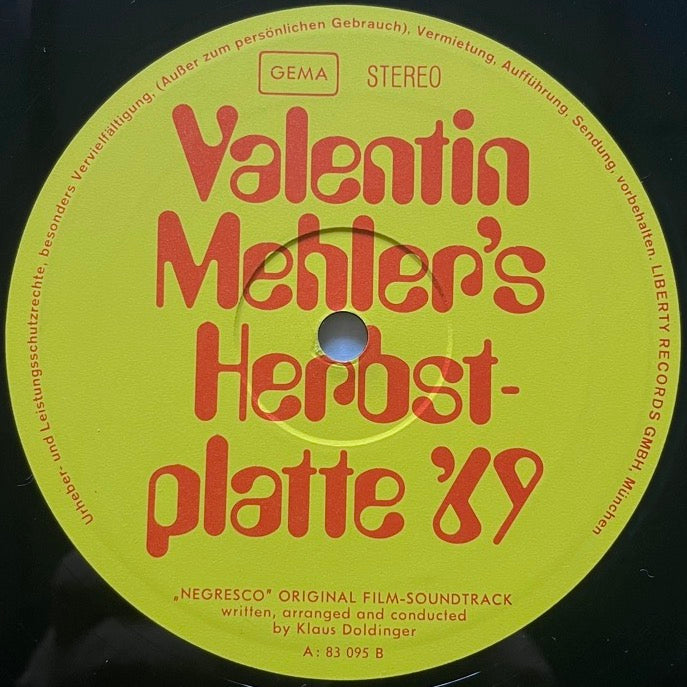 Urheber- und Leistungsschutzrechte, besonders Vervielfältigung, (Außer zum persönlichen Gebrauch), Vermietung, Aufführung, Sendung, vorbehalten. LIBERTY RECORDS GMBH, München
GEMA STEREO
Valentin
Mehler's
Herbst-
platte '69
„NEGRESCO" ORIGINAL FILM-SOUNDTRACK
written, arranged and conducted
by Klaus Doldinger
A: 83 095 B